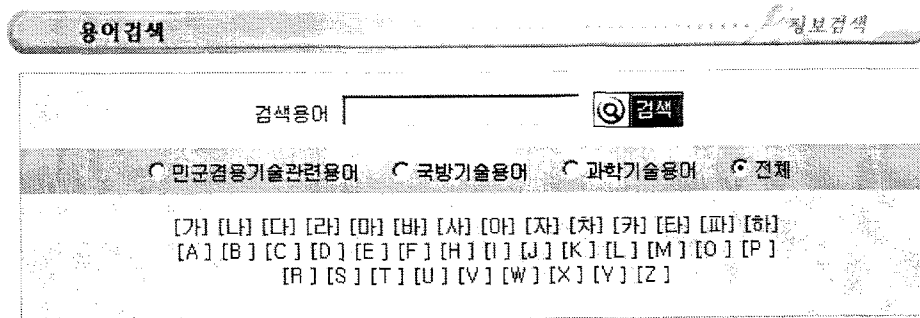 용어검색
정보검색
검색용어 검색
민군겸용기술관련용어 국방기술용어 과학기술용어 전체
[가] [나] [다] [라] [마] [바] [사] [아] [자] [차] [카] [타] [파] [하]
[A] [B] [C] [D] [E] [F] [H] [I] [J] [K] [L] [M] [O] [P]
[R] [S] [T] [U] [V] [W] [X] [Y] [Z]